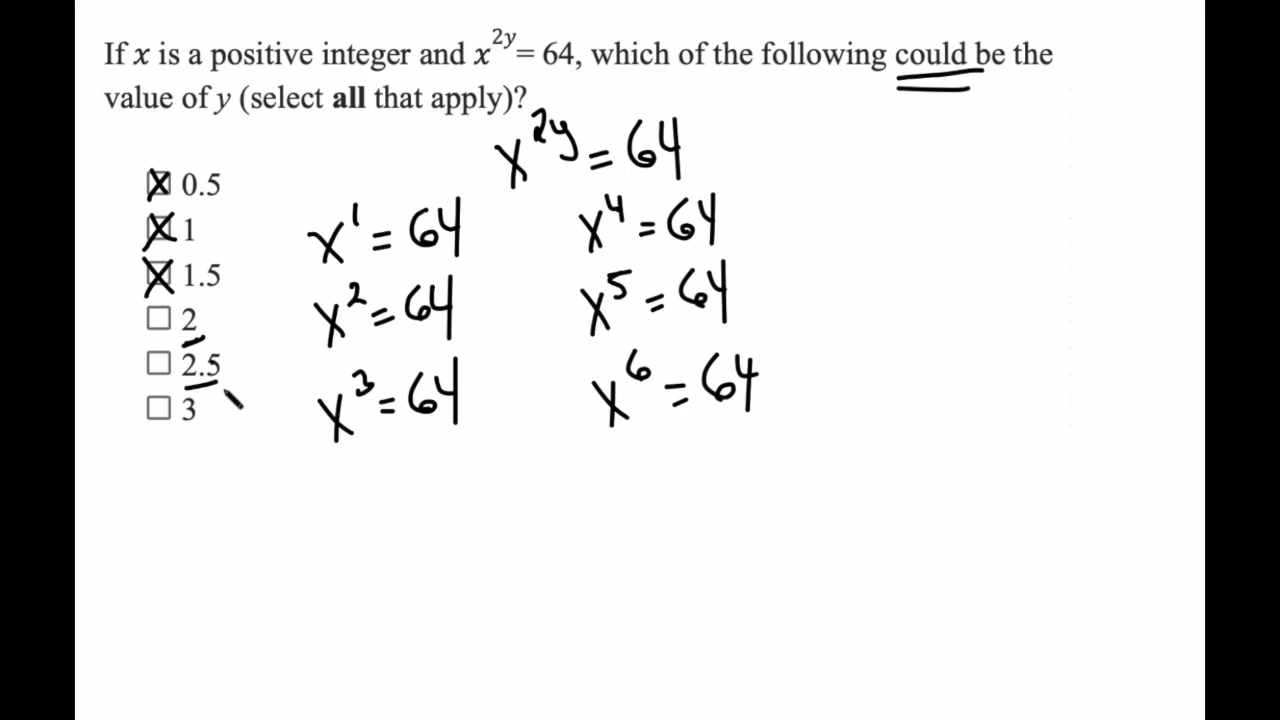 If x is a positive integer and x^2y = 64, which of the following could be the
value of y (select all that apply)?
x^2y = 64
0.5
1
1.5
2
2.5
3
x^1 = 64
x^2 = 64
x^3 = 64
x^4 = 64
x^5 = 64
x^6 = 64